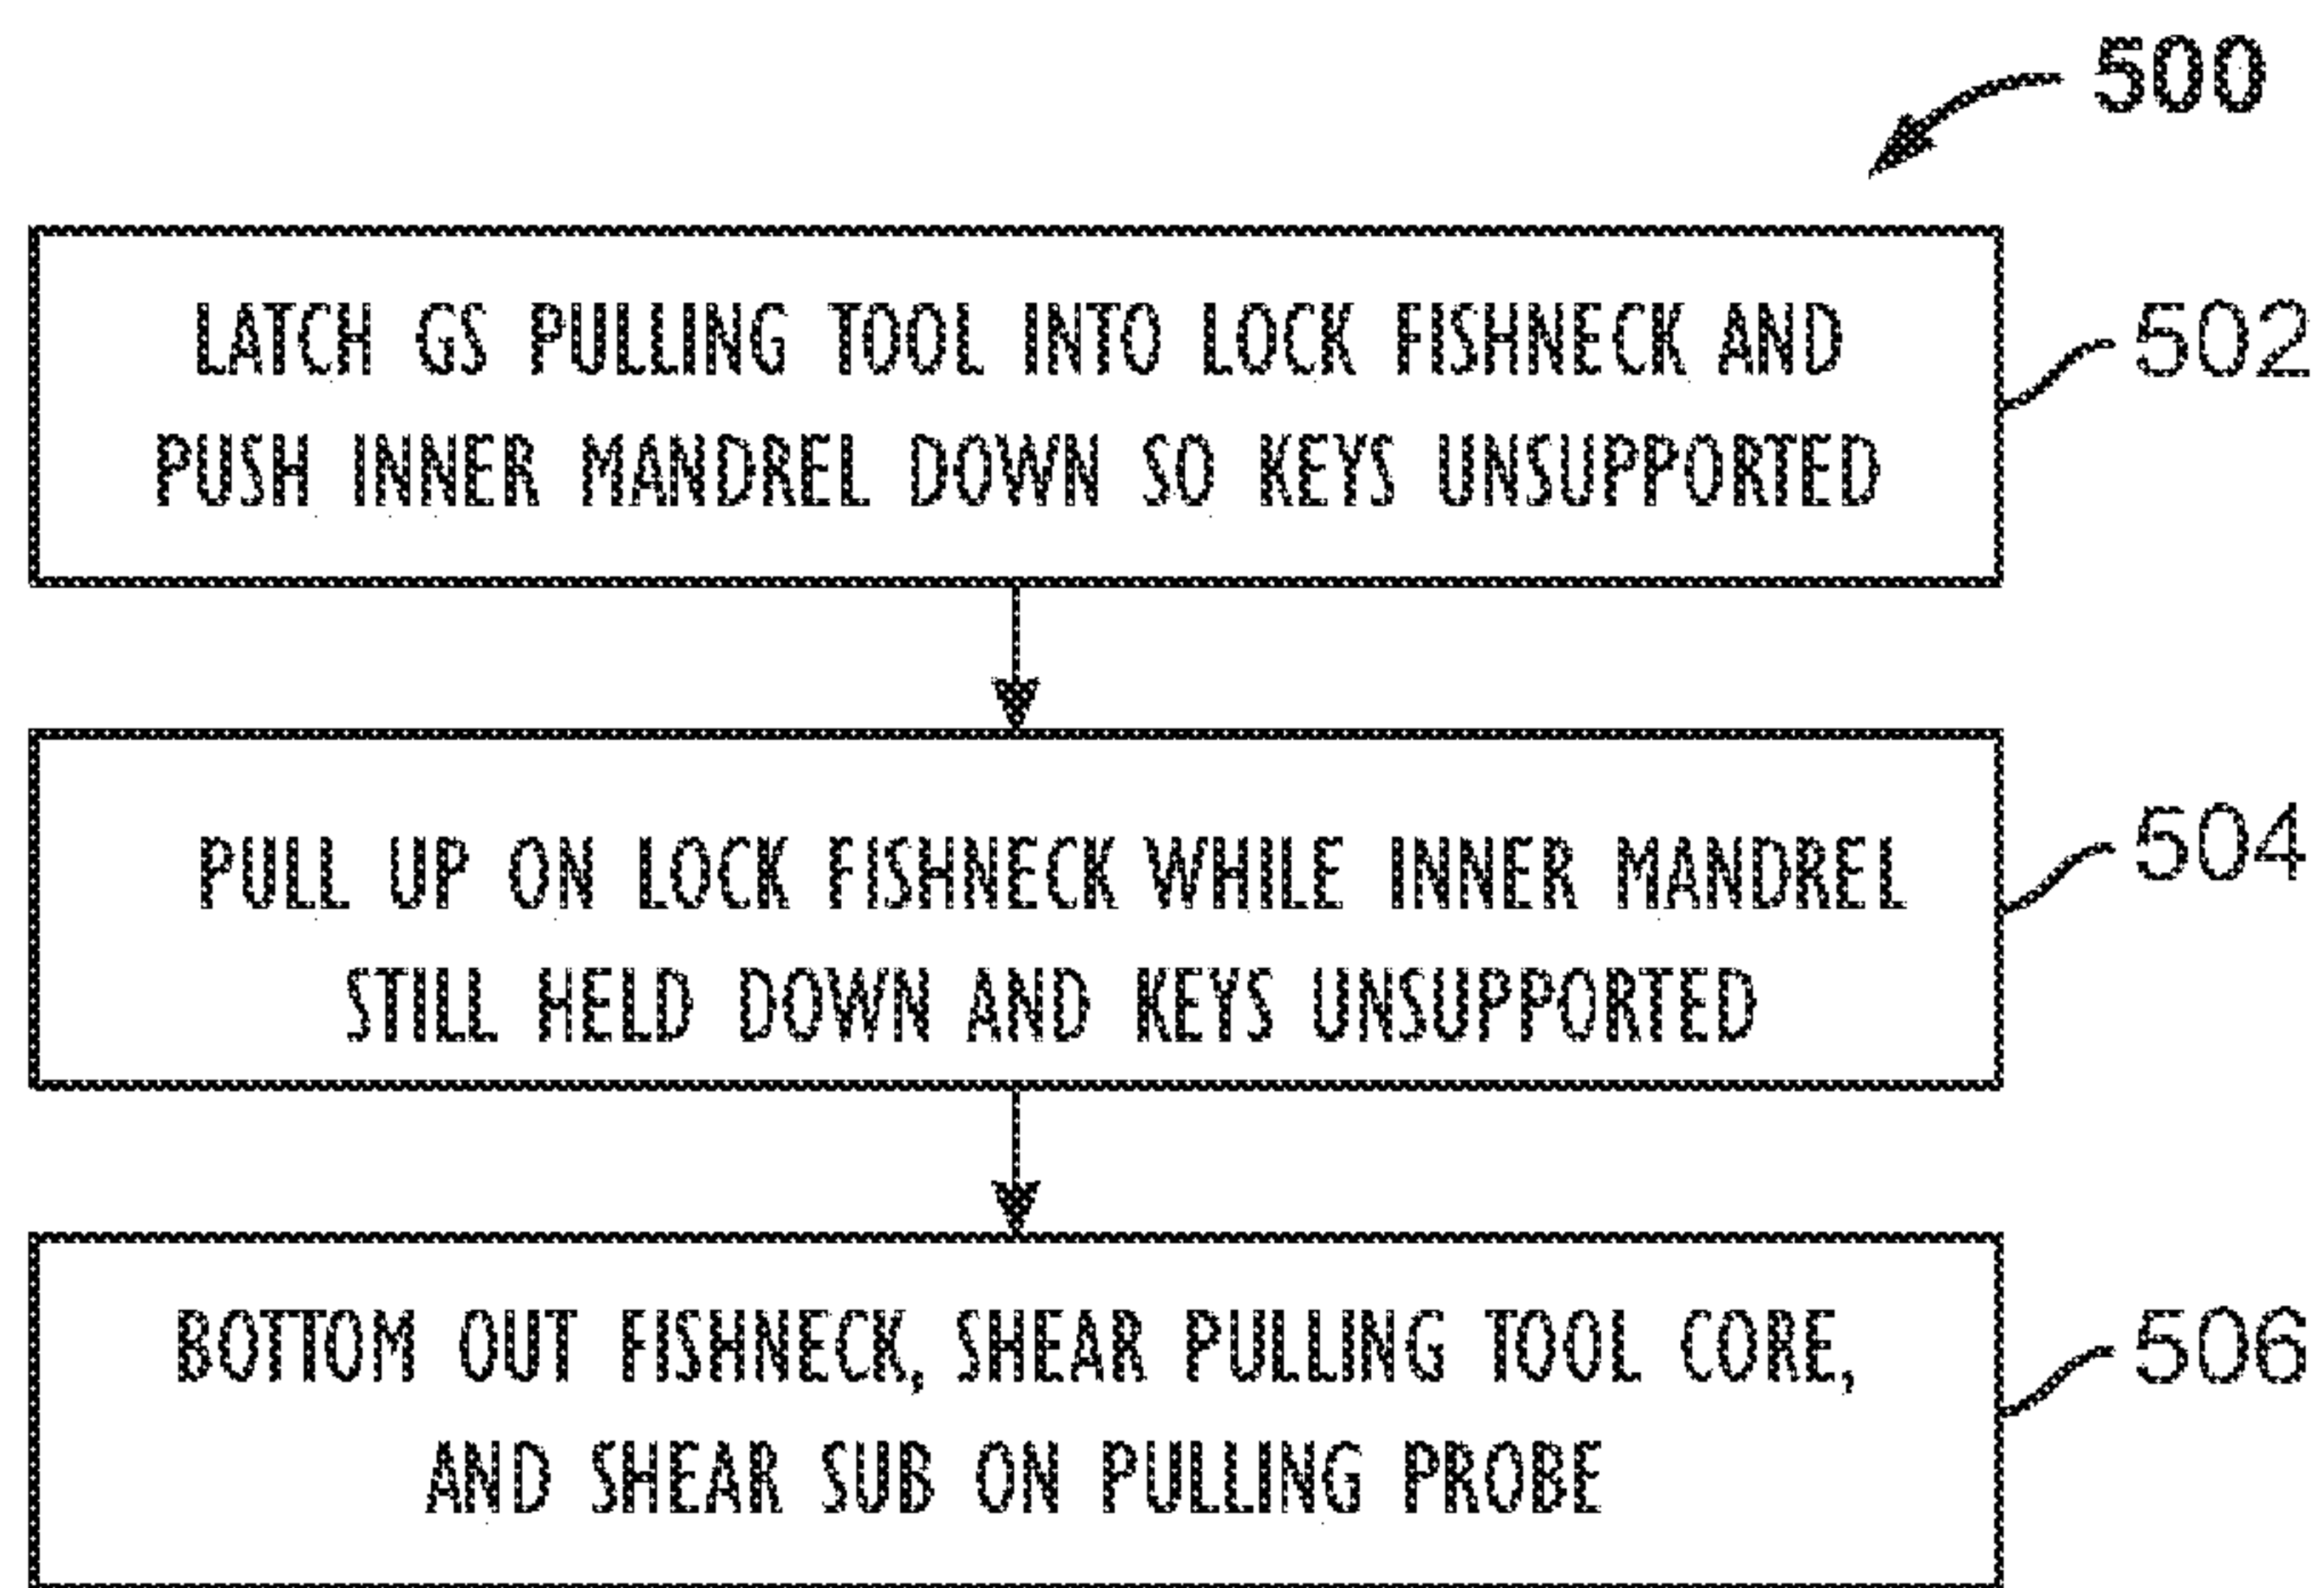 500
LATCH GS PULLING TOOL INTO LOCK FISHNECK AND
PUSH INNER MANDREL DOWN SO KEYS UNSUPPORTED
502
PULL UP ON LOCK FISHNECK WHILE INNER MANDREL
STILL HELD DOWN AND KEYS UNSUPPORTED
504
BOTTOM OUT FISHNECK, SHEAR PULLING TOOL CORE,
AND SHEAR SUB ON PULLING PROBE
506